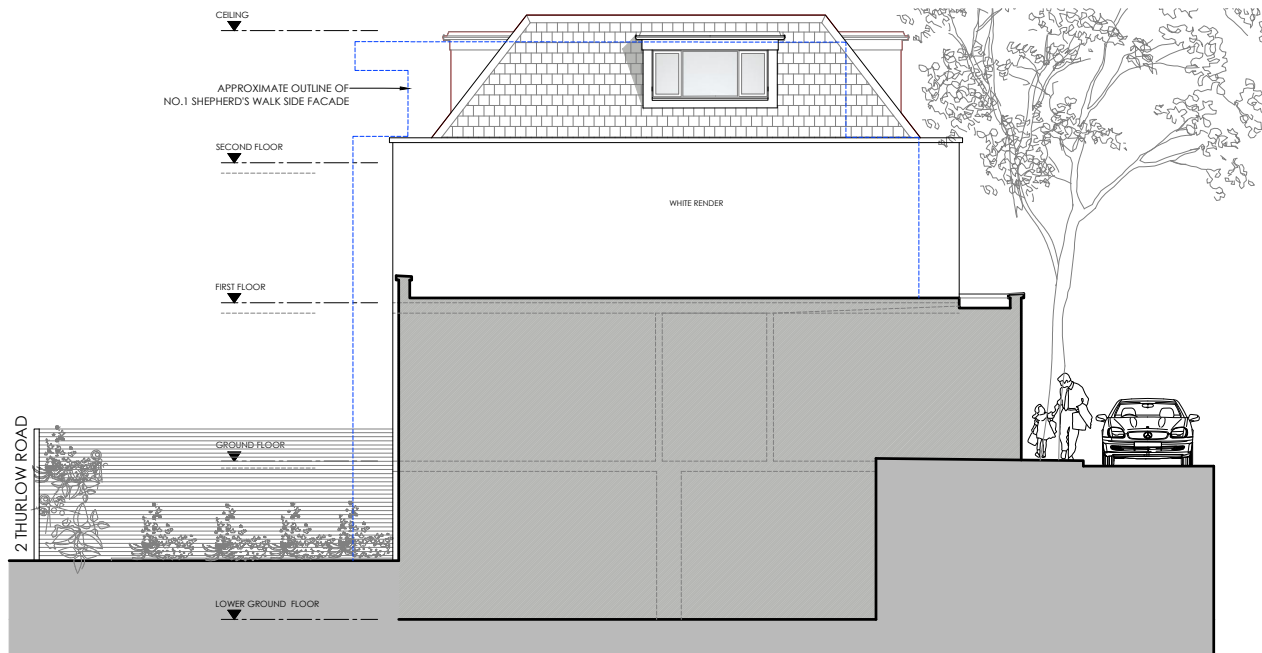 CEILING
APPROXIMATE OUTLINE OF
NO.1 SHEPHERD'S WALK SIDE FACADE
SECOND FLOOR
WHITE RENDER
FIRST FLOOR
2 THURLOW ROAD
GROUND FLOOR
LOWER GROUND FLOOR